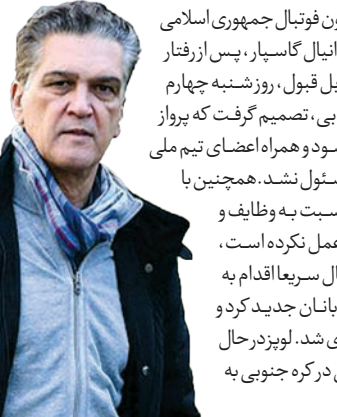 ون فوتبال جمهوری اسلامی
انیال گاسپار، پس از رفتار
بل قبول، روز شنبه چهارم
بی، تصمیم گرفت که پرواز
ود و همراه اعضای تیم ملی
سئول نشد. همچنین با
سبت به وظایف و
عمل نکرده است،
ال سریعا اقدام به
بانان جدید کرد و
ی شد. لوپز در حال
در کره جنوبی به